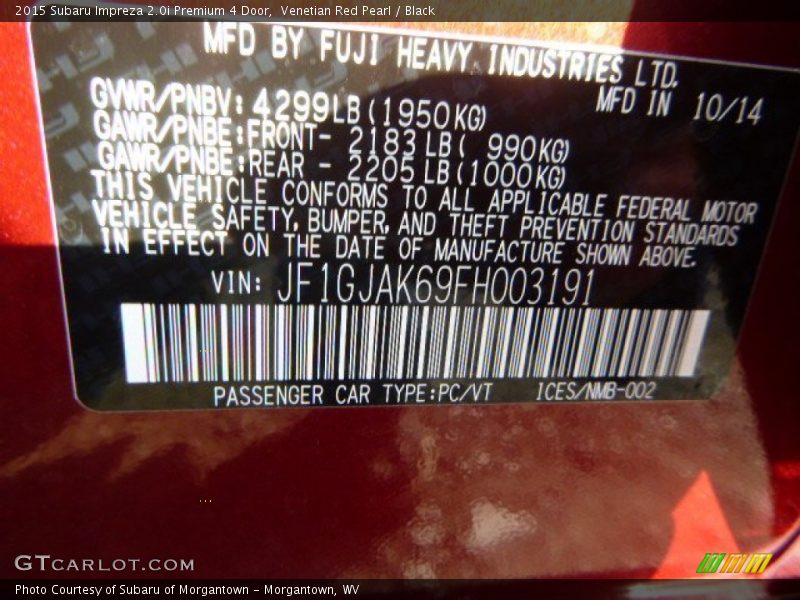 2015 Subaru Impreza 2.0i Premium 4 Door,  Venetian Red Pearl / Black
MFD BY FUJI HEAVY INDUSTRIES LTD.
MFD IN 10/14
GVWR/PNBV: 4299LB (1950KG)
GAWR/PNBE:FRONT- 2183 LB ( 990KG)
GAWR/PNBE:REAR - 2205 LB (1000KG)
THIS VEHICLE CONFORMS TO ALL APPLICABLE FEDERAL MOTOR
VEHICLE SAFETY, BUMPER, AND THEFT PREVENTION STANDARDS
IN EFFECT ON THE DATE OF MANUFACTURE SHOWN ABOVE.
VIN: JF1GJAK69FH003191
PASSENGER CAR TYPE:PC/VT ICES/NMB-002
GTCARLOT.COM
Photo Courtesy of Subaru of Morgantown - Morgantown, WV